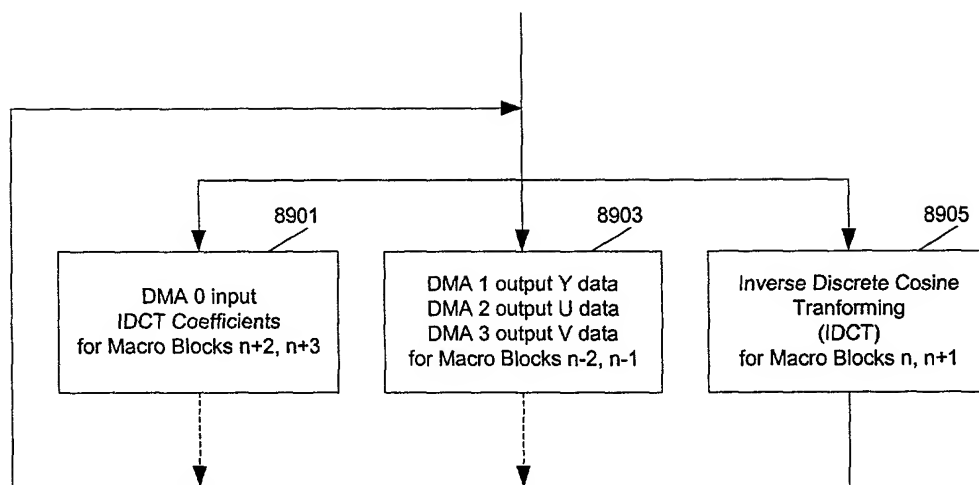 8901
8903
8905
DMA 0 input
IDCT Coefficients
for Macro Blocks n+2, n+3
DMA 1 output Y data
DMA 2 output U data
DMA 3 output V data
for Macro Blocks n-2, n-1
Inverse Discrete Cosine
Tranforming
(IDCT)
for Macro Blocks n, n+1